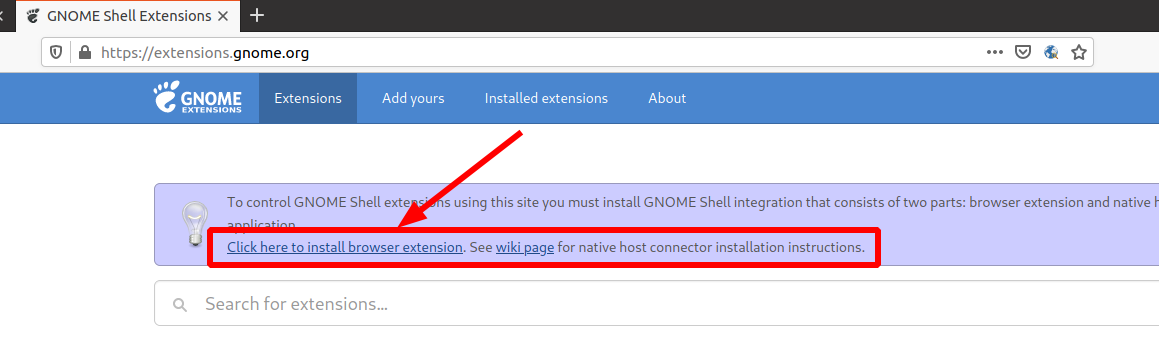 GNOME Shell Extensions
https://extensions.gnome.org
GNOME
EXTENSIONS
Extensions
Add yours
Installed extensions
About
To control GNOME Shell extensions using this site you must install GNOME Shell integration that consists of two parts: browser extension and native
application.
Click here to install browser extension. See wiki page for native host connector installation instructions.
Search for extensions...